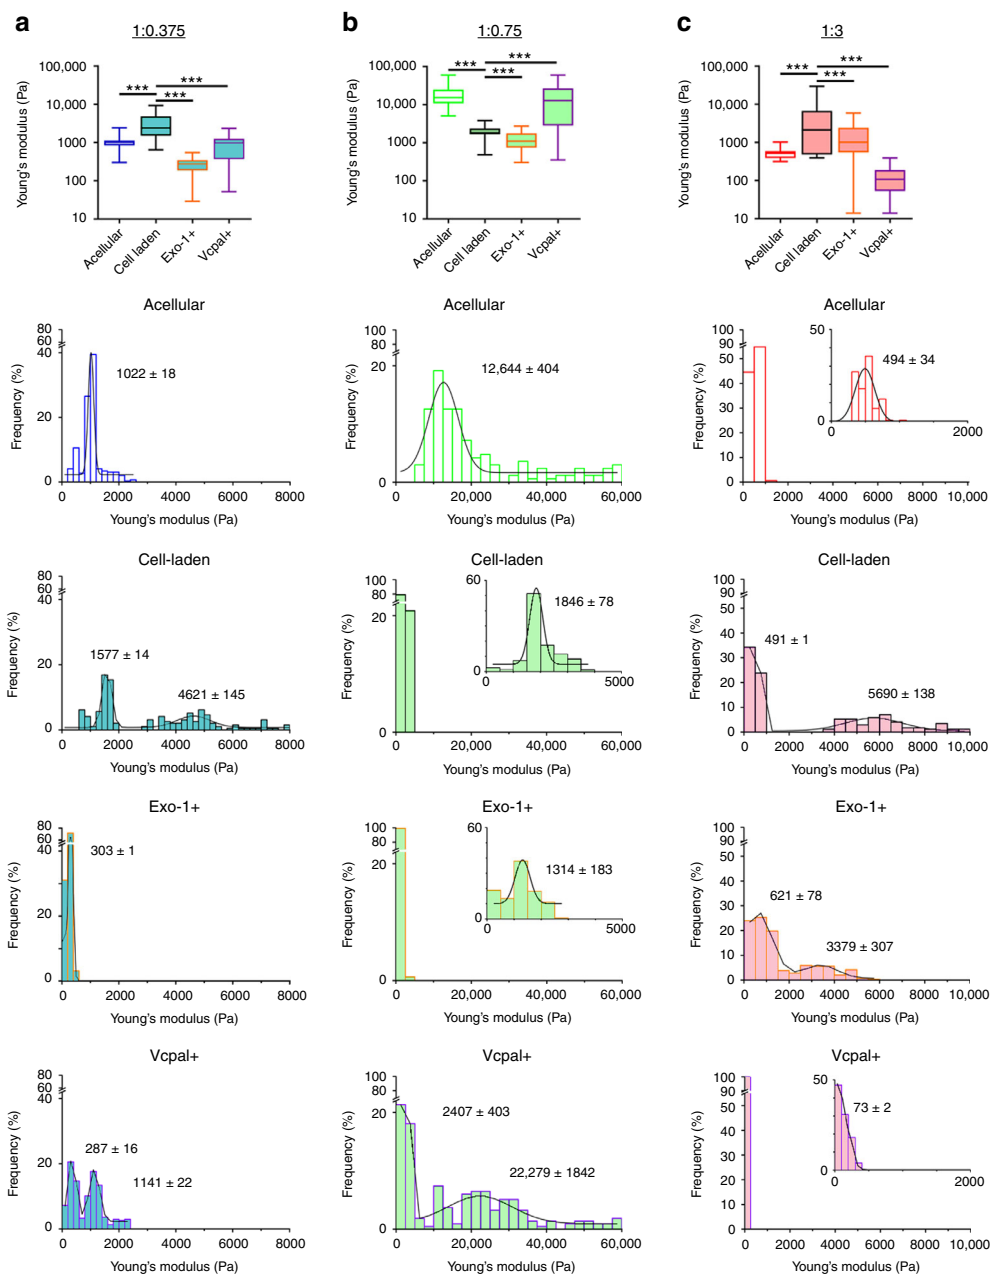 a
1:0.375
b
1:0.75
c
1:3
Young's modulus (Pa)
100,000
10,000
1000
100
10
***
***
***
Acellular
Cell laden
Exo-1+
Vcpal+
Young's modulus (Pa)
100,000
10,000
1000
100
10
***
***
***
Acellular
Cell laden
Exo-1+
Vcpal+
Young's modulus (Pa)
100,000
10,000
1000
100
10
***
***
***
Acellular
Cell laden
Exo-1+
Vcpal+
Acellular
Frequency (%)
80
60
40
20
0
1022 ± 18
0 2000 4000 6000 8000
Young's modulus (Pa)
Acellular
Frequency (%)
100
80
20
0
12,644 ± 404
0 20,000 40,000 60,000
Young's modulus (Pa)
Acellular
Frequency (%)
100
90
50
40
30
20
10
0
50
0
494 ± 34
0 2000
2000 4000 6000 8000 10,000
0
Young's modulus (Pa)
Cell-laden
Frequency (%)
80
60
40
20
0
1577 ± 14
4621 ± 145
0 2000 4000 6000 8000
Young's modulus (Pa)
Cell-laden
Frequency (%)
100
80
60
20
0
60
0
1846 ± 78
0 5000
0 20,000 40,000 60,000
Young's modulus (Pa)
Cell-laden
Frequency (%)
100
90
50
40
30
20
10
0
491 ± 1
5690 ± 138
0 2000 4000 6000 8000 10,000
Young's modulus (Pa)
Exo-1+
Frequency (%)
80
60
40
20
0
303 ± 1
0 2000 4000 6000 8000
Young's modulus (Pa)
Exo-1+
Frequency (%)
100
80
20
0
60
0
1314 ± 183
0 5000
0 20,000 40,000 60,000
Young's modulus (Pa)
Exo-1+
Frequency (%)
100
90
50
40
30
20
10
0
621 ± 78
3379 ± 307
0 2000 4000 6000 8000 10,000
Young's modulus (Pa)
Vcpal+
Frequency (%)
80
60
40
20
0
287 ± 16
1141 ± 22
0 2000 4000 6000 8000
Young's modulus (Pa)
Vcpal+
Frequency (%)
100
80
20
0
2407 ± 403
22,279 ± 1842
0 20,000 40,000 60,000
Young's modulus (Pa)
Vcpal+
Frequency (%)
100
90
50
40
30
20
10
0
50
0
73 ± 2
0 2000
0 2000 4000 6000 8000 10,000
Young's modulus (Pa)